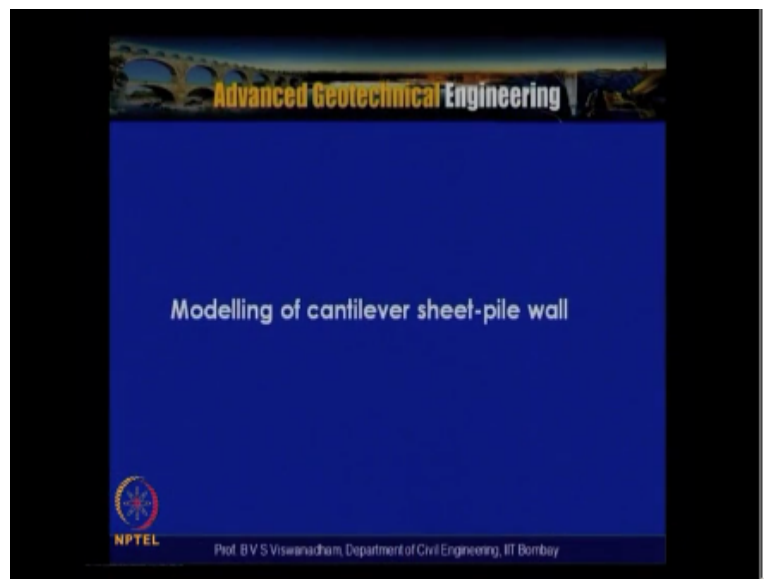 Advanced Geotechnical Engineering
Modelling of cantilever sheet-pile wall
NPTEL
Prof. B V S Viswanadham, Department of Civil Engineering, IIT Bombay